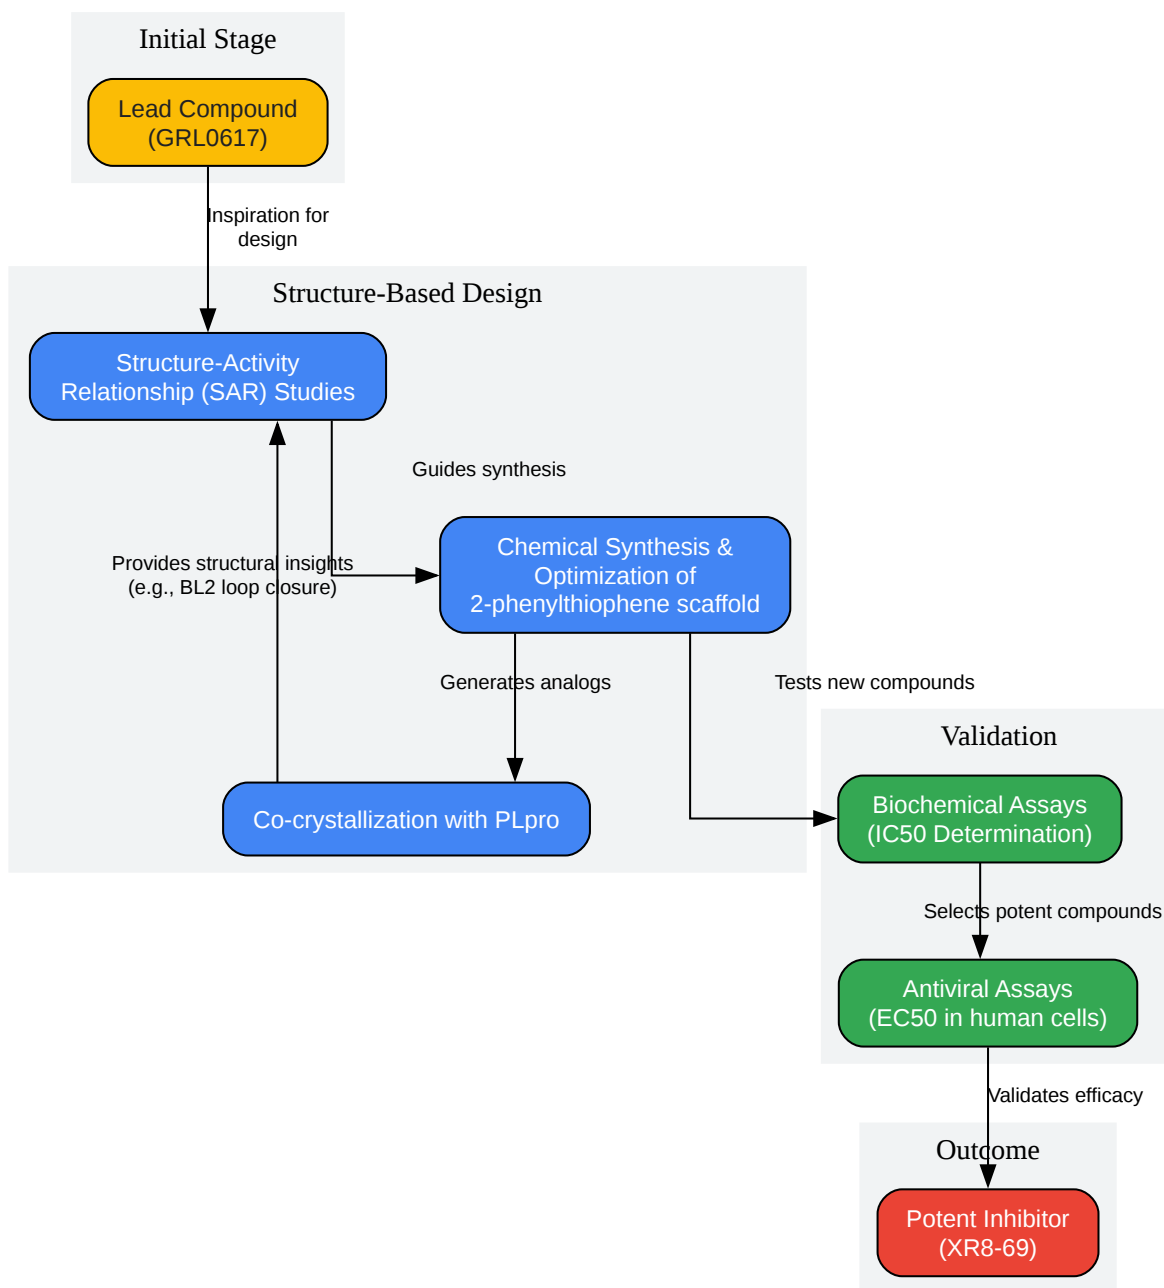 Initial Stage
Lead Compound
(GRL0617)
Inspiration for
design
Structure-Based Design
Structure-Activity
Relationship (SAR) Studies
Guides synthesis
Provides structural insights
(e.g., BL2 loop closure)
Chemical Synthesis &
Optimization of
2-phenylthiophene scaffold
Generates analogs
Tests new compounds
Co-crystallization with PLpro
Validation
Biochemical Assays
(IC50 Determination)
Selects potent compounds
Antiviral Assays
(EC50 in human cells)
Validates efficacy
Outcome
Potent Inhibitor
(XR8-69)